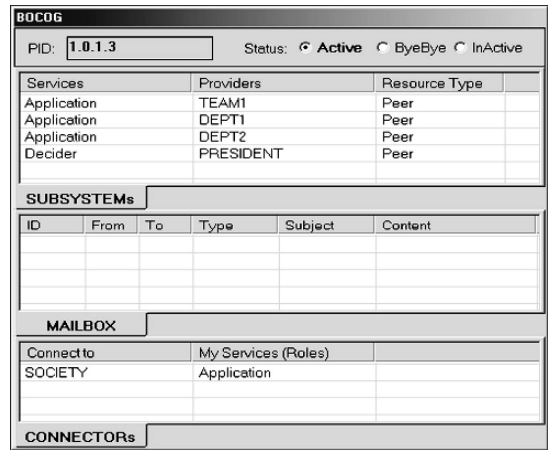 BOCOG
PID: 1.0.1.3 Status: Active ByeBye InActive
Services Providers Resource Type
Application TEAM1 Peer
Application DEPT1 Peer
Application DEPT2 Peer
Decider PRESIDENT Peer
SUBSYSTEMs
ID From To Type Subject Content
MAILBOX
Connect to My Services (Roles)
SOCIETY Application
CONNECTORs